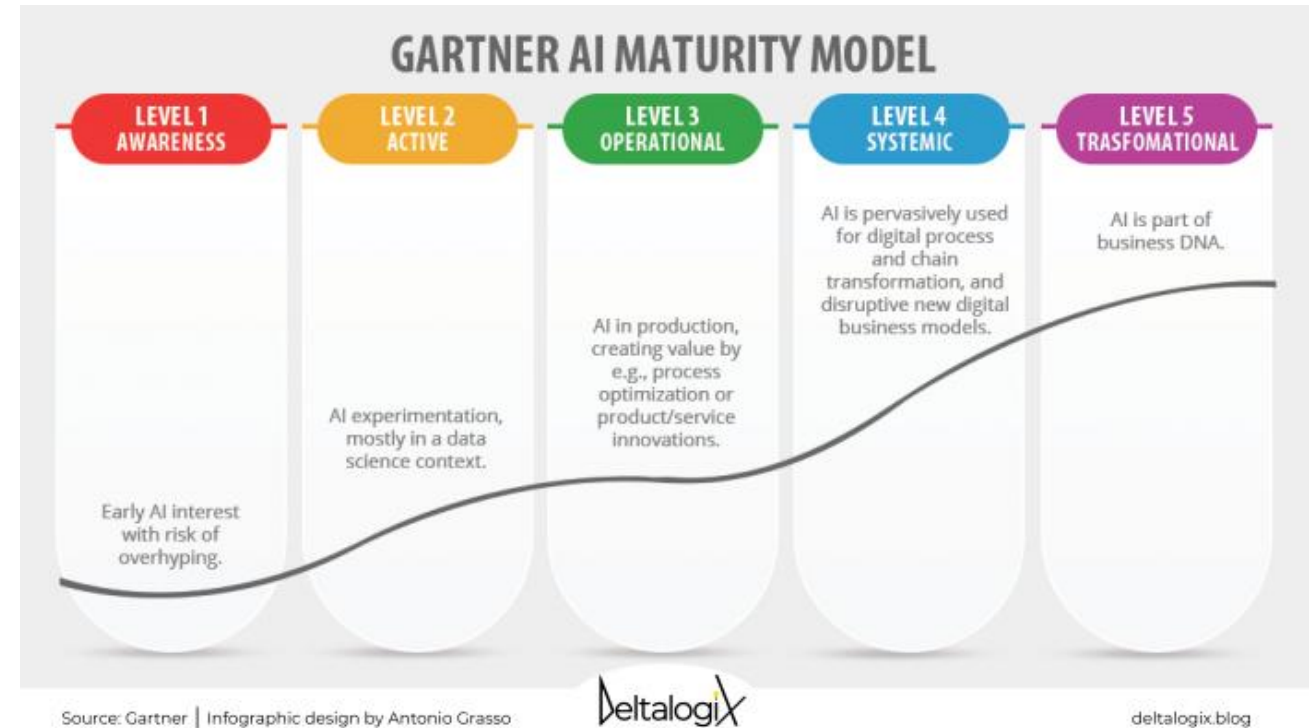 GARTNER AI MATURITY MODEL
LEVEL 1
AWARENESS
Early AI interest
with risk of
overhyping.
LEVEL 2
ACTIVE
AI experimentation,
mostly in a data
science context.
LEVEL 3
OPERATIONAL
AI in production,
creating value by
e.g., process
optimization or
product/service
innovations.
LEVEL 4
SYSTEMIC
AI is pervasively used
for digital process
and chain
transformation, and
disruptive new digital
business models.
LEVEL 5
TRASFOMATIONAL
AI is part of
business DNA.
Source: Gartner | Infographic design by Antonio Grasso
DeltalogiX
deltalogix.blog